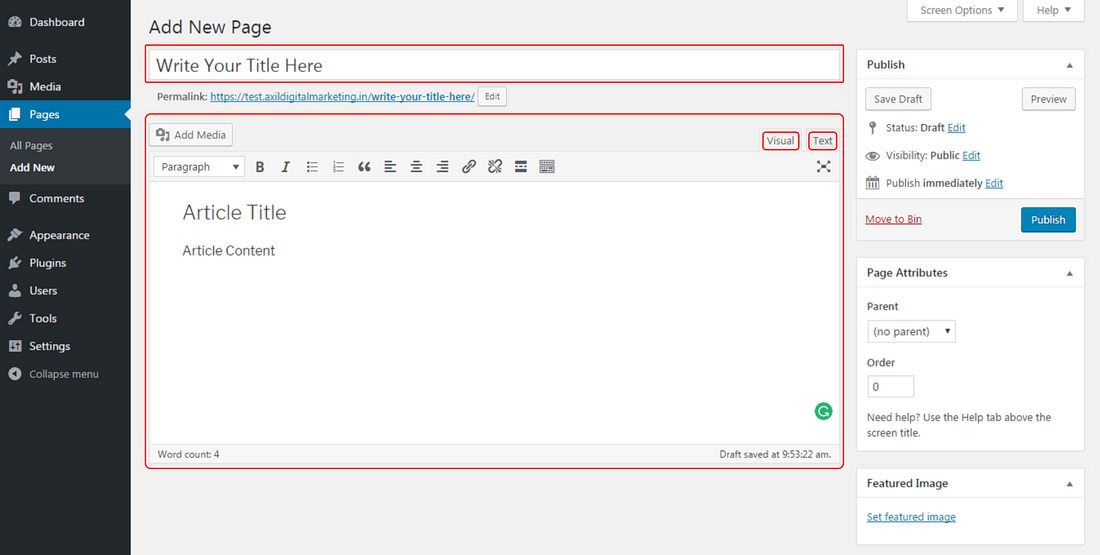 Dashboard
Posts
Media
Pages
All Pages
Add New
Comments
Appearance
Plugins
Users
Tools
Settings
Collapse menu
Screen Options
Help
Add New Page
Write Your Title Here
Permalink: https://test.axildigitalmarketing.in/write-your-title-here/ Edit
Add Media
Visual Text
Paragraph B I
Article Title
Article Content
Word count: 4 Draft saved at 9:53:22 am.
Publish
Save Draft Preview
Status: Draft Edit
Visibility: Public Edit
Publish immediately Edit
Move to Bin Publish
Page Attributes
Parent
(no parent)
Order
0
Need help? Use the Help tab above the
screen title.
Featured Image
Set featured image